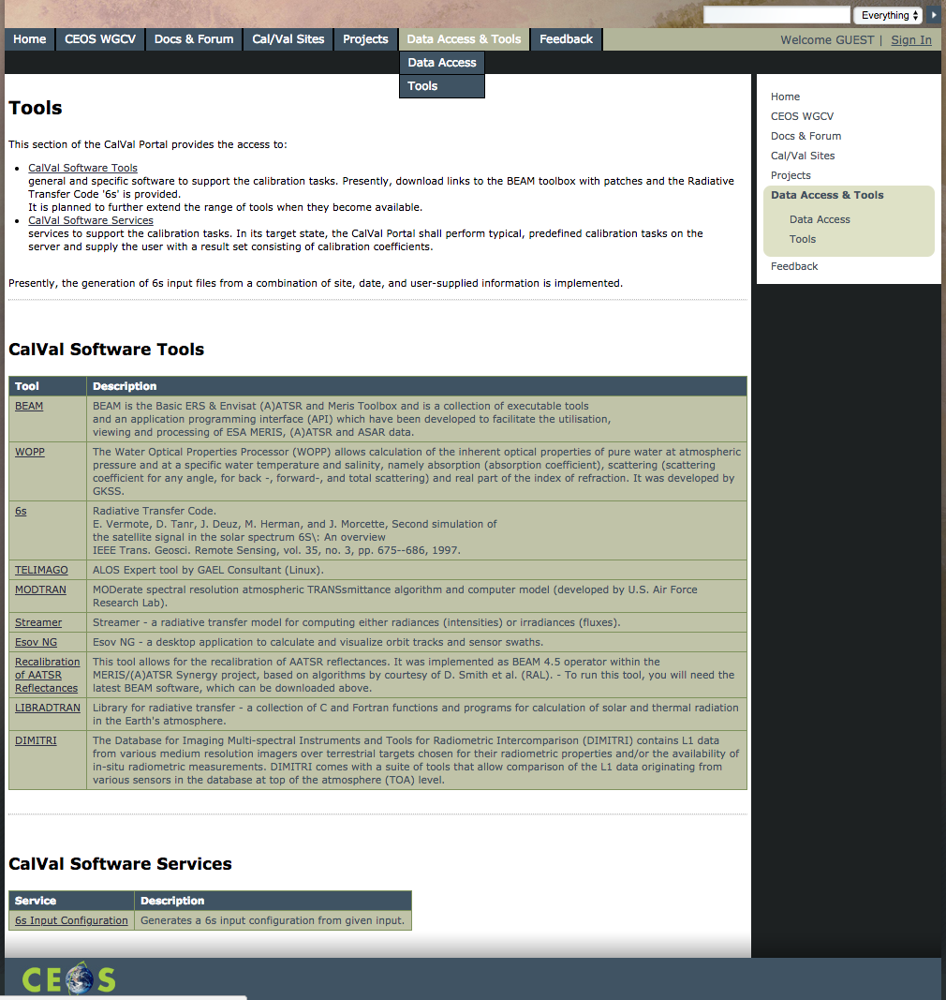 Everything
Home CEOS WGCV Docs & Forum Cal/Val Sites Projects Data Access & Tools Feedback Welcome GUEST | Sign In
Data Access
Tools
Tools
This section of the CalVal Portal provides the access to:
• CalVal Software Tools
general and specific software to support the calibration tasks. Presently, download links to the BEAM toolbox with patches and the Radiative
Transfer Code '6s' is provided.
It is planned to further extend the range of tools when they become available.
• CalVal Software Services
services to support the calibration tasks. In its target state, the CalVal Portal shall perform typical, predefined calibration tasks on the
server and supply the user with a result set consisting of calibration coefficients.
Presently, the generation of 6s input files from a combination of site, date, and user-supplied information is implemented.
CalVal Software Tools
Tool Description
BEAM BEAM is the Basic ERS & Envisat (A)ATSR and Meris Toolbox and is a collection of executable tools
and an application programming interface (API) which have been developed to facilitate the utilisation,
viewing and processing of ESA MERIS, (A)ATSR and ASAR data.
WOPP The Water Optical Properties Processor (WOPP) allows calculation of the inherent optical properties of pure water at atmospheric
pressure and at a specific water temperature and salinity, namely absorption (absorption coefficient), scattering (scattering
coefficient for any angle, for back -, forward-, and total scattering) and real part of the index of refraction. It was developed by
GKSS.
6s Radiative Transfer Code.
E. Vermote, D. Tanr, J. Deuz, M. Herman, and J. Morcette, Second simulation of
the satellite signal in the solar spectrum 6S\: An overview
IEEE Trans. Geosci. Remote Sensing, vol. 35, no. 3, pp. 675--686, 1997.
TELIMAGO ALOS Expert tool by GAEL Consultant (Linux).
MODTRAN MODerate spectral resolution atmospheric TRANSsmittance algorithm and computer model (developed by U.S. Air Force
Research Lab).
Streamer Streamer - a radiative transfer model for computing either radiances (intensities) or irradiances (fluxes).
Esov NG Esov NG - a desktop application to calculate and visualize orbit tracks and sensor swaths.
Recalibration This tool allows for the recalibration of AATSR reflectances. It was implemented as BEAM 4.5 operator within the
of AATSR MERIS/(A)ATSR Synergy project, based on algorithms by courtesy of D. Smith et al. (RAL). - To run this tool, you will need the
Reflectances latest BEAM software, which can be downloaded above.
LIBRADTRAN Library for radiative transfer - a collection of C and Fortran functions and programs for calculation of solar and thermal radiation
in the Earth's atmosphere.
DIMITRI The Database for Imaging Multi-spectral Instruments and Tools for Radiometric Intercomparison (DIMITRI) contains L1 data
from various medium resolution imagers over terrestrial targets chosen for their radiometric properties and/or the availability of
in-situ radiometric measurements. DIMITRI comes with a suite of tools that allow comparison of the L1 data originating from
various sensors in the database at top of the atmosphere (TOA) level.
CalVal Software Services
Service Description
6s Input Configuration Generates a 6s input configuration from given input.
Home
CEOS WGCV
Docs & Forum
Cal/Val Sites
Projects
Data Access & Tools
Data Access
Tools
Feedback
CEOS